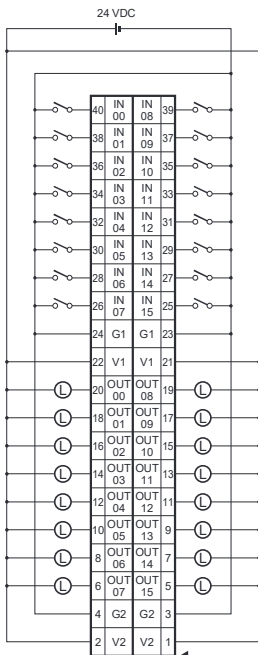 24 VDC
40 IN 00 IN 08 39
38 IN 01 IN 09 37
36 IN 02 IN 10 35
34 IN 03 IN 11 33
32 IN 04 IN 12 31
30 IN 05 IN 13 29
28 IN 06 IN 14 27
26 IN 07 IN 15 25
24 G1 G1 23
22 V1 V1 21
L 20 OUT 00 OUT 08 19 L
L 18 OUT 01 OUT 09 17 L
L 16 OUT 02 OUT 10 15 L
L 14 OUT 03 OUT 11 13 L
L 12 OUT 04 OUT 12 11 L
L 10 OUT 05 OUT 13 9 L
L 8 OUT 06 OUT 14 7 L
L 6 OUT 07 OUT 15 5 L
4 G2 G2 3
2 V2 V2 1